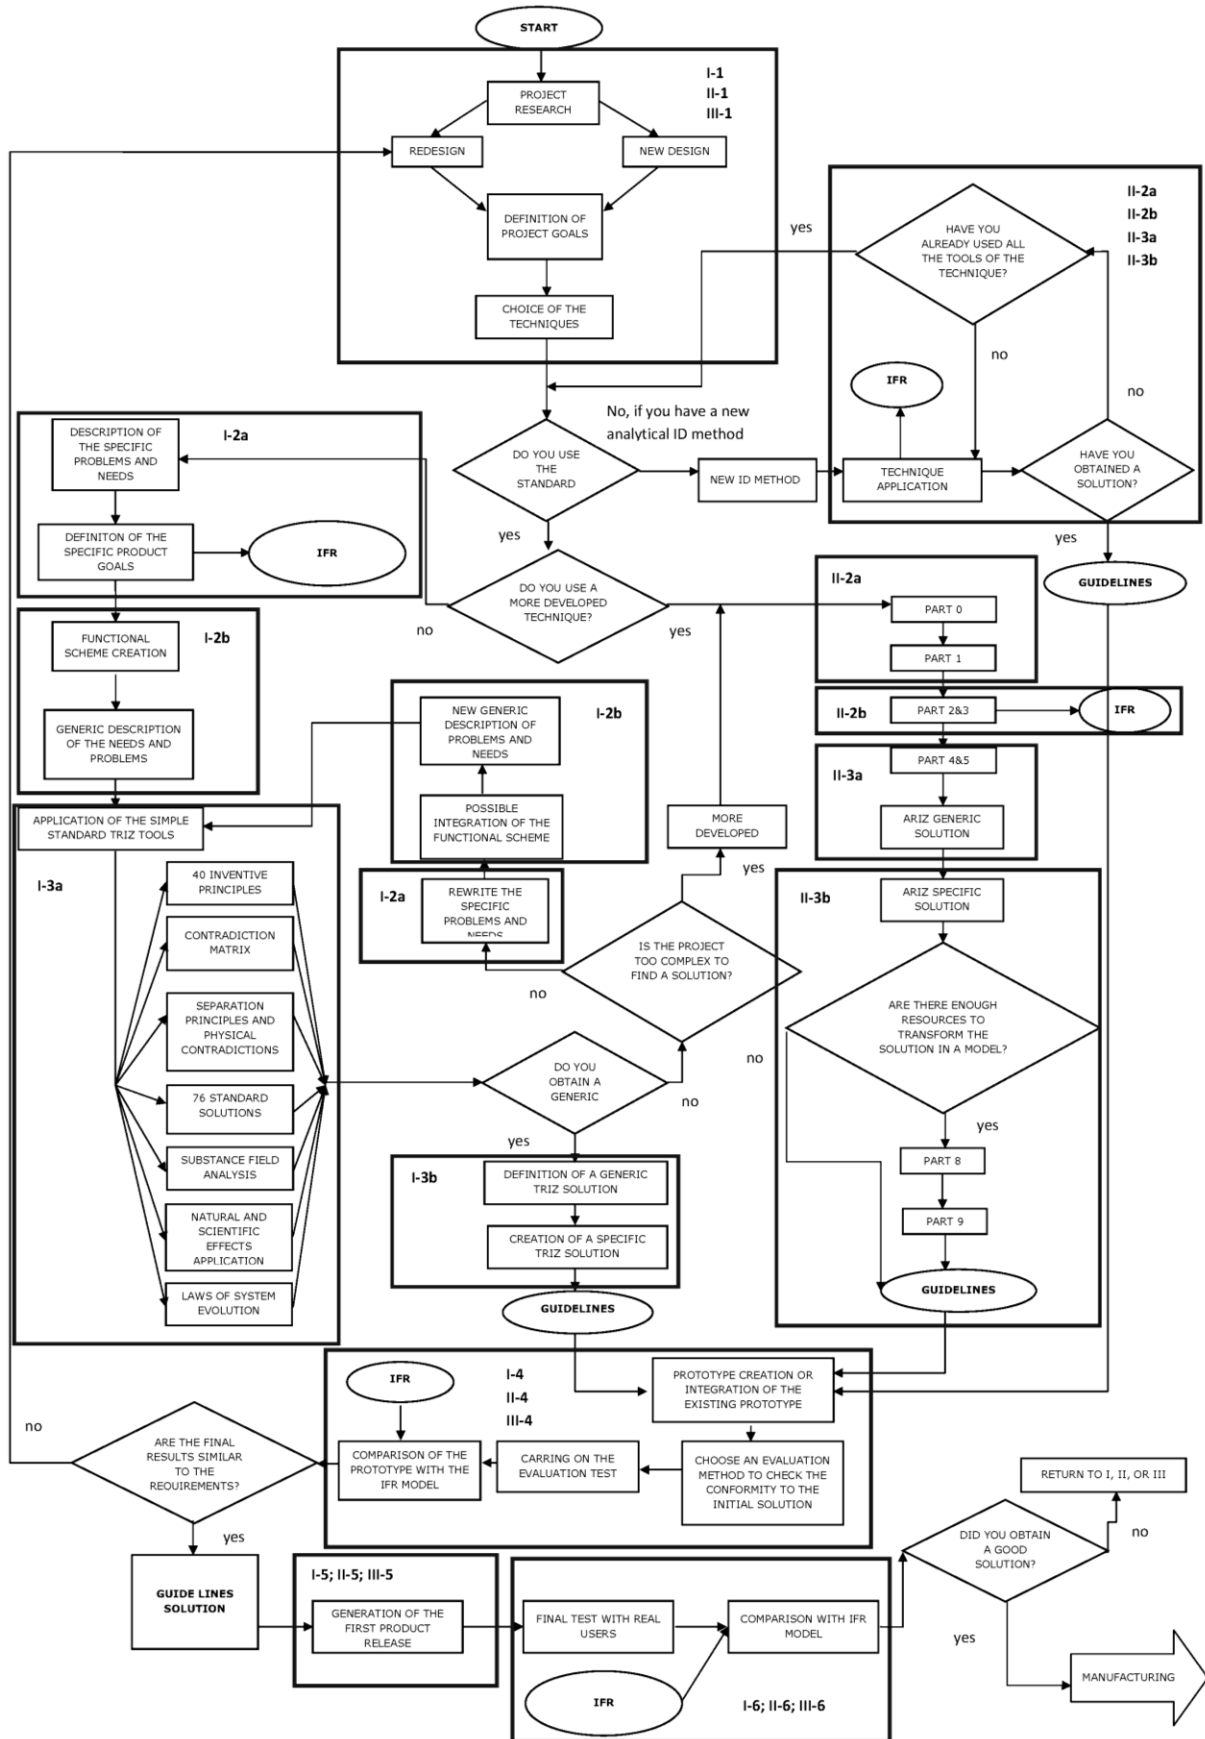 START
I-1
II-1
III-1
PROJECT
RESEARCH
REDESIGN
NEW DESIGN
DEFINITION OF
PROJECT GOALS
CHOICE OF THE
TECHNIQUES
II-2a
II-2b
II-3a
II-3b
HAVE YOU
ALREADY USED ALL
THE TOOLS OF THE
TECHNIQUE?
yes
no
no
IFR
TECHNIQUE
APPLICATION
HAVE YOU
OBTAINED A
SOLUTION?
yes
GUIDELINES
No, if you have a new
analytical ID method
DO YOU USE
THE
STANDARD
NEW ID METHOD
yes
DO YOU USE A
MORE DEVELOPED
TECHNIQUE?
no
yes
I-2a
DESCRIPTION OF
THE SPECIFIC
PROBLEMS AND
NEEDS
DEFINITON OF THE
SPECIFIC PRODUCT
GOALS
IFR
I-2b
FUNCTIONAL
SCHEME CREATION
GENERIC DESCRIPTION
OF THE NEEDS AND
PROBLEMS
II-2a
PART 0
PART 1
II-2b
PART 2&3
IFR
II-3a
PART 4&5
ARIZ GENERIC
SOLUTION
I-2b
NEW GENERIC
DESCRIPTION OF
PROBLEMS AND
NEEDS
POSSIBLE
INTEGRATION OF THE
FUNCTIONAL SCHEME
I-2a
REWRITE THE
SPECIFIC
PROBLEMS AND
NEEDS
MORE
DEVELOPED
yes
IS THE PROJECT
TOO COMPLEX TO
FIND A SOLUTION?
no
APPLICATION OF THE SIMPLE
STANDARD TRIZ TOOLS
I-3a
40 INVENTIVE
PRINCIPLES
CONTRADICTION
MATRIX
SEPARATION
PRINCIPLES AND
PHYSICAL
CONTRADICTIONS
76 STANDARD
SOLUTIONS
SUBSTANCE FIELD
ANALYSIS
NATURAL AND
SCIENTIFIC
EFFECTS
APPLICATION
LAWS OF SYSTEM
EVOLUTION
DO YOU
OBTAIN A
GENERIC
no
yes
I-3b
DEFINITION OF A GENERIC
TRIZ SOLUTION
CREATION OF A SPECIFIC
TRIZ SOLUTION
GUIDELINES
II-3b
ARIZ SPECIFIC
SOLUTION
ARE THERE ENOUGH
RESOURCES TO
TRANSFORM THE
SOLUTION IN A MODEL?
no
yes
PART 8
PART 9
GUIDELINES
I-4
II-4
III-4
IFR
PROTOTYPE CREATION OR
INTEGRATION OF THE
EXISTING PROTOTYPE
CHOOSE AN EVALUATION
METHOD TO CHECK THE
CONFORMITY TO THE
INITIAL SOLUTION
CARRING ON THE
EVALUATION TEST
COMPARISON OF THE
PROTOTYPE WITH THE
IFR MODEL
no
ARE THE FINAL
RESULTS SIMILAR
TO THE
REQUIREMENTS?
yes
GUIDE LINES
SOLUTION
I-5; II-5; III-5
GENERATION OF THE
FIRST PRODUCT
RELEASE
FINAL TEST WITH REAL
USERS
COMPARISON WITH IFR
MODEL
IFR
I-6; II-6; III-6
RETURN TO I, II, OR III
DID YOU OBTAIN
A GOOD
SOLUTION?
no
yes
MANUFACTURING